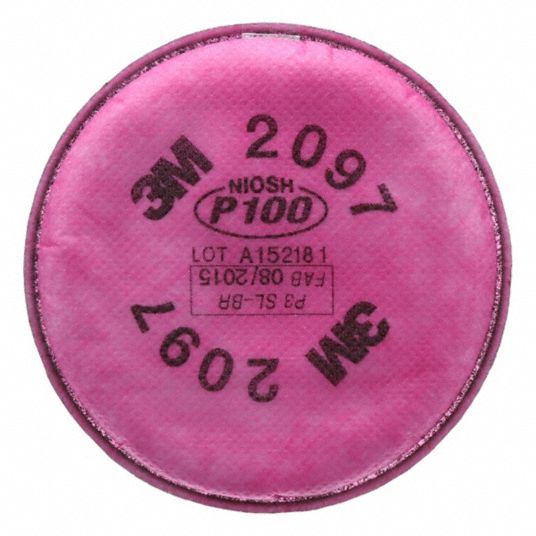 3M 2097
NIOSH
P100
LOT A152181
FAB 08/2015
P3 SL-BR
3M 2097